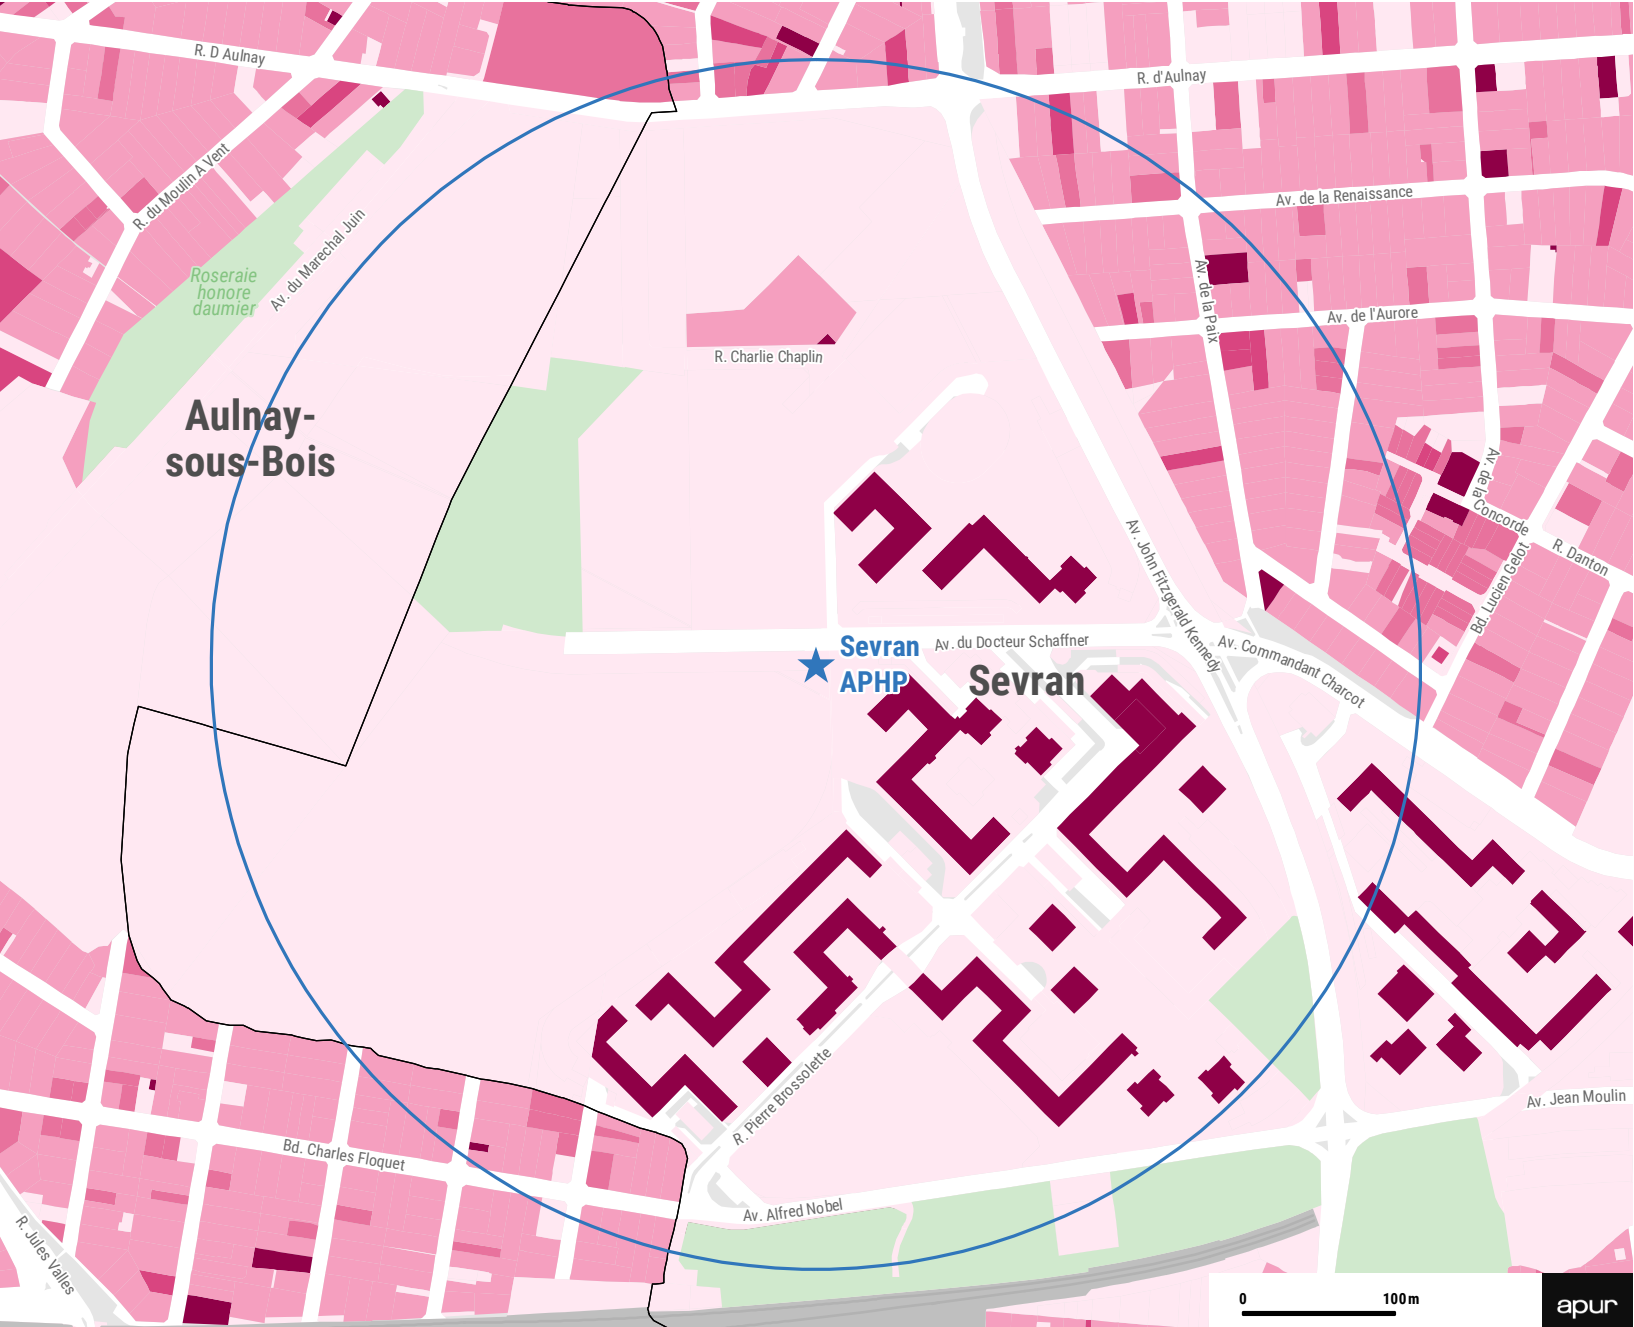 R. D Aulnay
R. d'Aulnay
R. du Moulin A Vent
Av. de la Renaissance
Roseraie
honore
daumier
Av. du Marechal Juin
Av. de la Paix
Av. de l'Aurore
R. Charlie Chaplin
Aulnay-
sous-Bois
Av. de la
Concorde
R. Danton
Bd. Lucien Gelot
Av. John Fitzgerald Kennedy
Av. du Docteur Schaffner
Av. Commandant Charcot
Sevran
APHP
Sevran
R. Pierre Brossolette
Av. Jean Moulin
Bd. Charles Floquet
Av. Alfred Nobel
R. Jules Valles
0 100m
apur